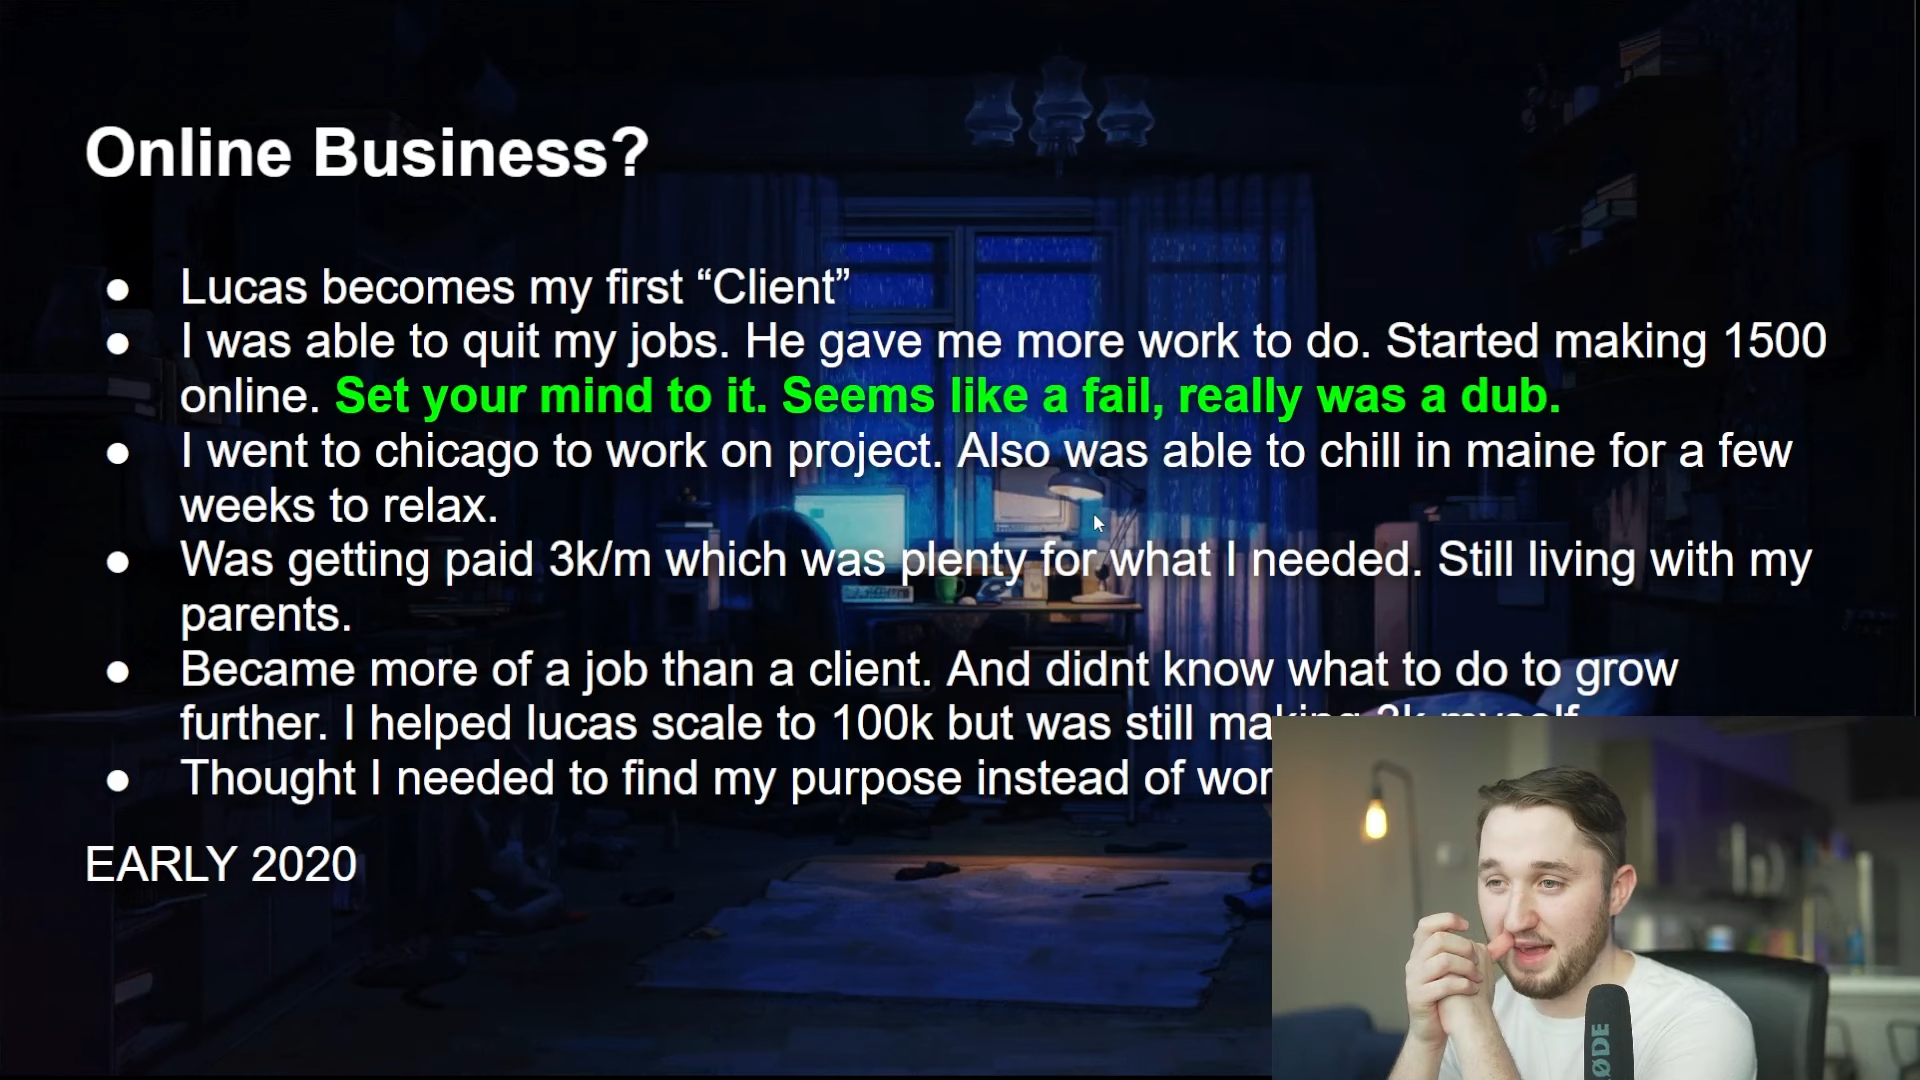 Online Business?
● Lucas becomes my first “Client”
● I was able to quit my jobs. He gave me more work to do. Started making 1500
online. Set your mind to it. Seems like a fail, really was a dub.
● I went to chicago to work on project. Also was able to chill in maine for a few
weeks to relax.
● Was getting paid 3k/m which was plenty for what I needed. Still living with my
parents.
● Became more of a job than a client. And didnt know what to do to grow
further. I helped lucas scale to 100k but was still making myself
● Thought I needed to find my purpose instead of
EARLY 2020
RØDE